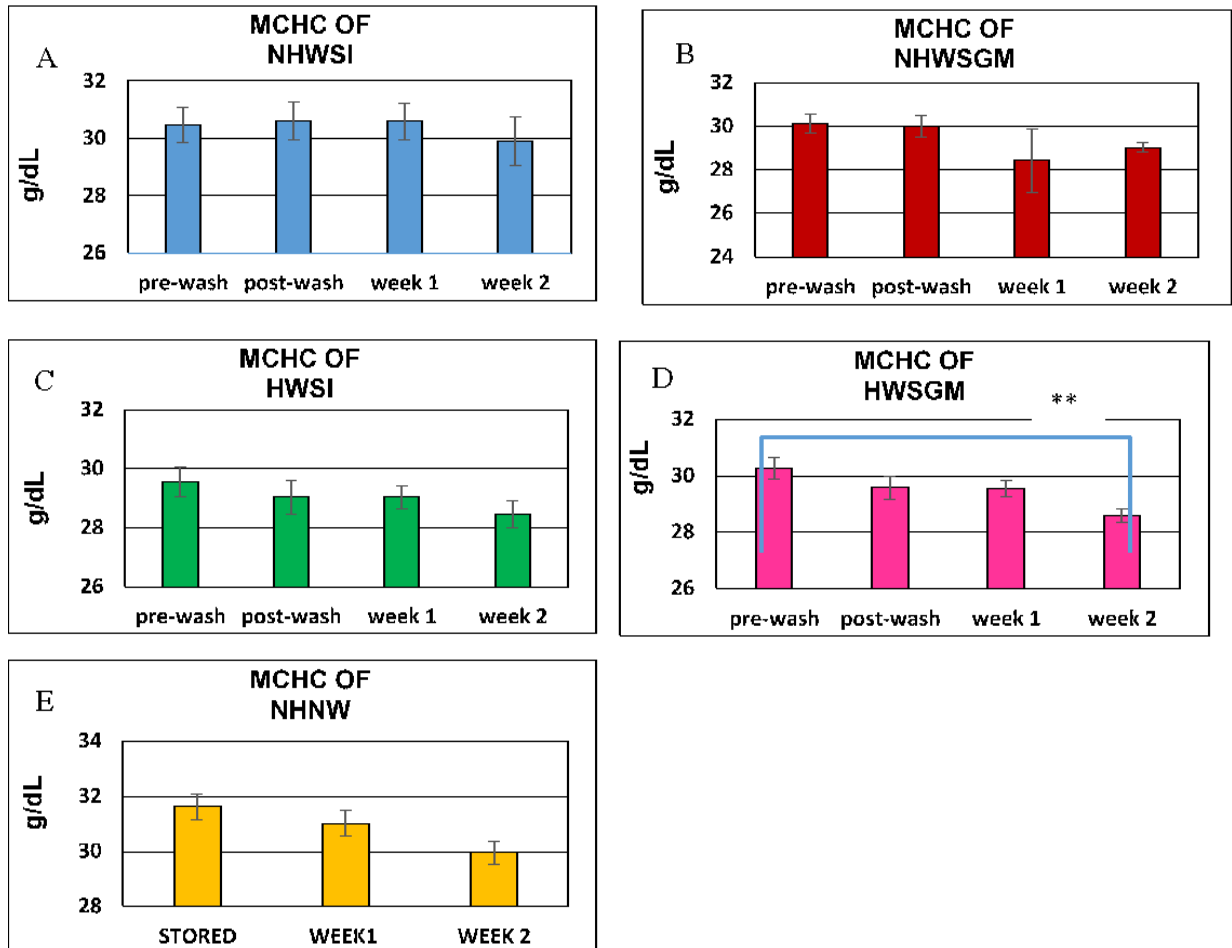 A
MCHC OF
NHWSI
g/dL
32
30
28
26
pre-wash post-wash week 1 week 2
B
MCHC OF
NHWSGM
g/dL
32
30
28
26
24
pre-wash post-wash week 1 week 2
C
MCHC OF
HWSI
g/dL
32
30
28
26
pre-wash post-wash week 1 week 2
D
MCHC OF
HWSGM
**
g/dL
32
30
28
26
pre-wash post-wash week 1 week 2
E
MCHC OF
NHNW
g/dL
34
32
30
28
STORED WEEK1 WEEK 2